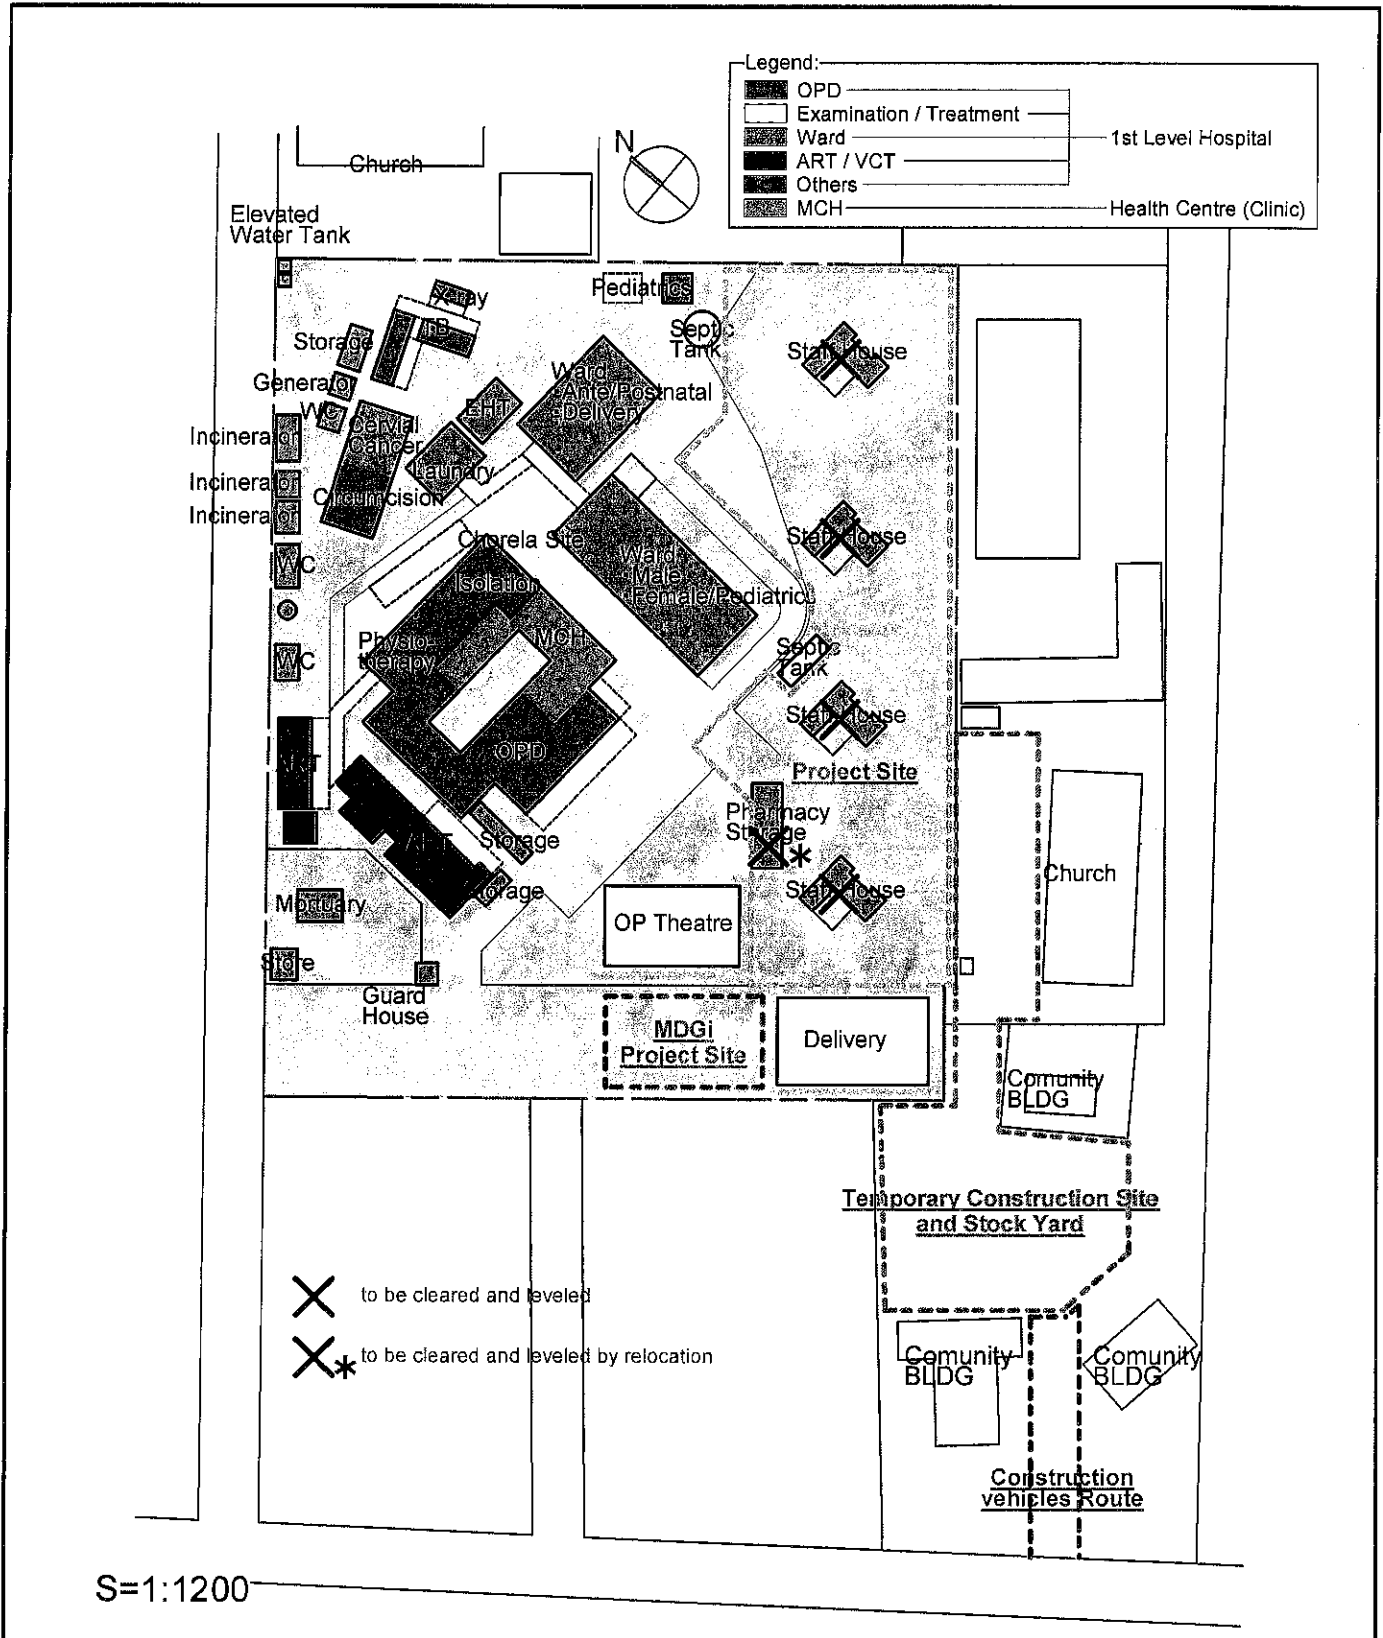 Legend:
OPD
Examination / Treatment
Ward
1st Level Hospital
ART / VCT
Others
MCH
Health Centre (Clinic)
N
Church
Elevated
Water Tank
X-ray
TB
Pediatrics
Septic
Tank
Storage
Staff House
Generator
WC
Ward
- Ante/Postnatal
- Delivery
EHT
Incinerator
Cervial
Cancer
Laundry
Incinerator
Circumcision
Incinerator
Chorela Site
Staff House
WC
Isolation
Ward
Male
Female/Pediatrics
Physio-
therapy
MCH
Septic
Tank
WC
Staff House
OPD
ART
Project Site
Pharmacy
Storage
*
ART
Storage
Church
Storage
Staff House
Mortuary
OP Theatre
Store
Guard
House
MDGi
Project Site
Delivery
Comunity
BLDG
Temporary Construction Site
and Stock Yard
to be cleared and leveled
* to be cleared and leveled by relocation
Comunity
BLDG
Comunity
BLDG
Construction
vehicles Route
S=1:1200